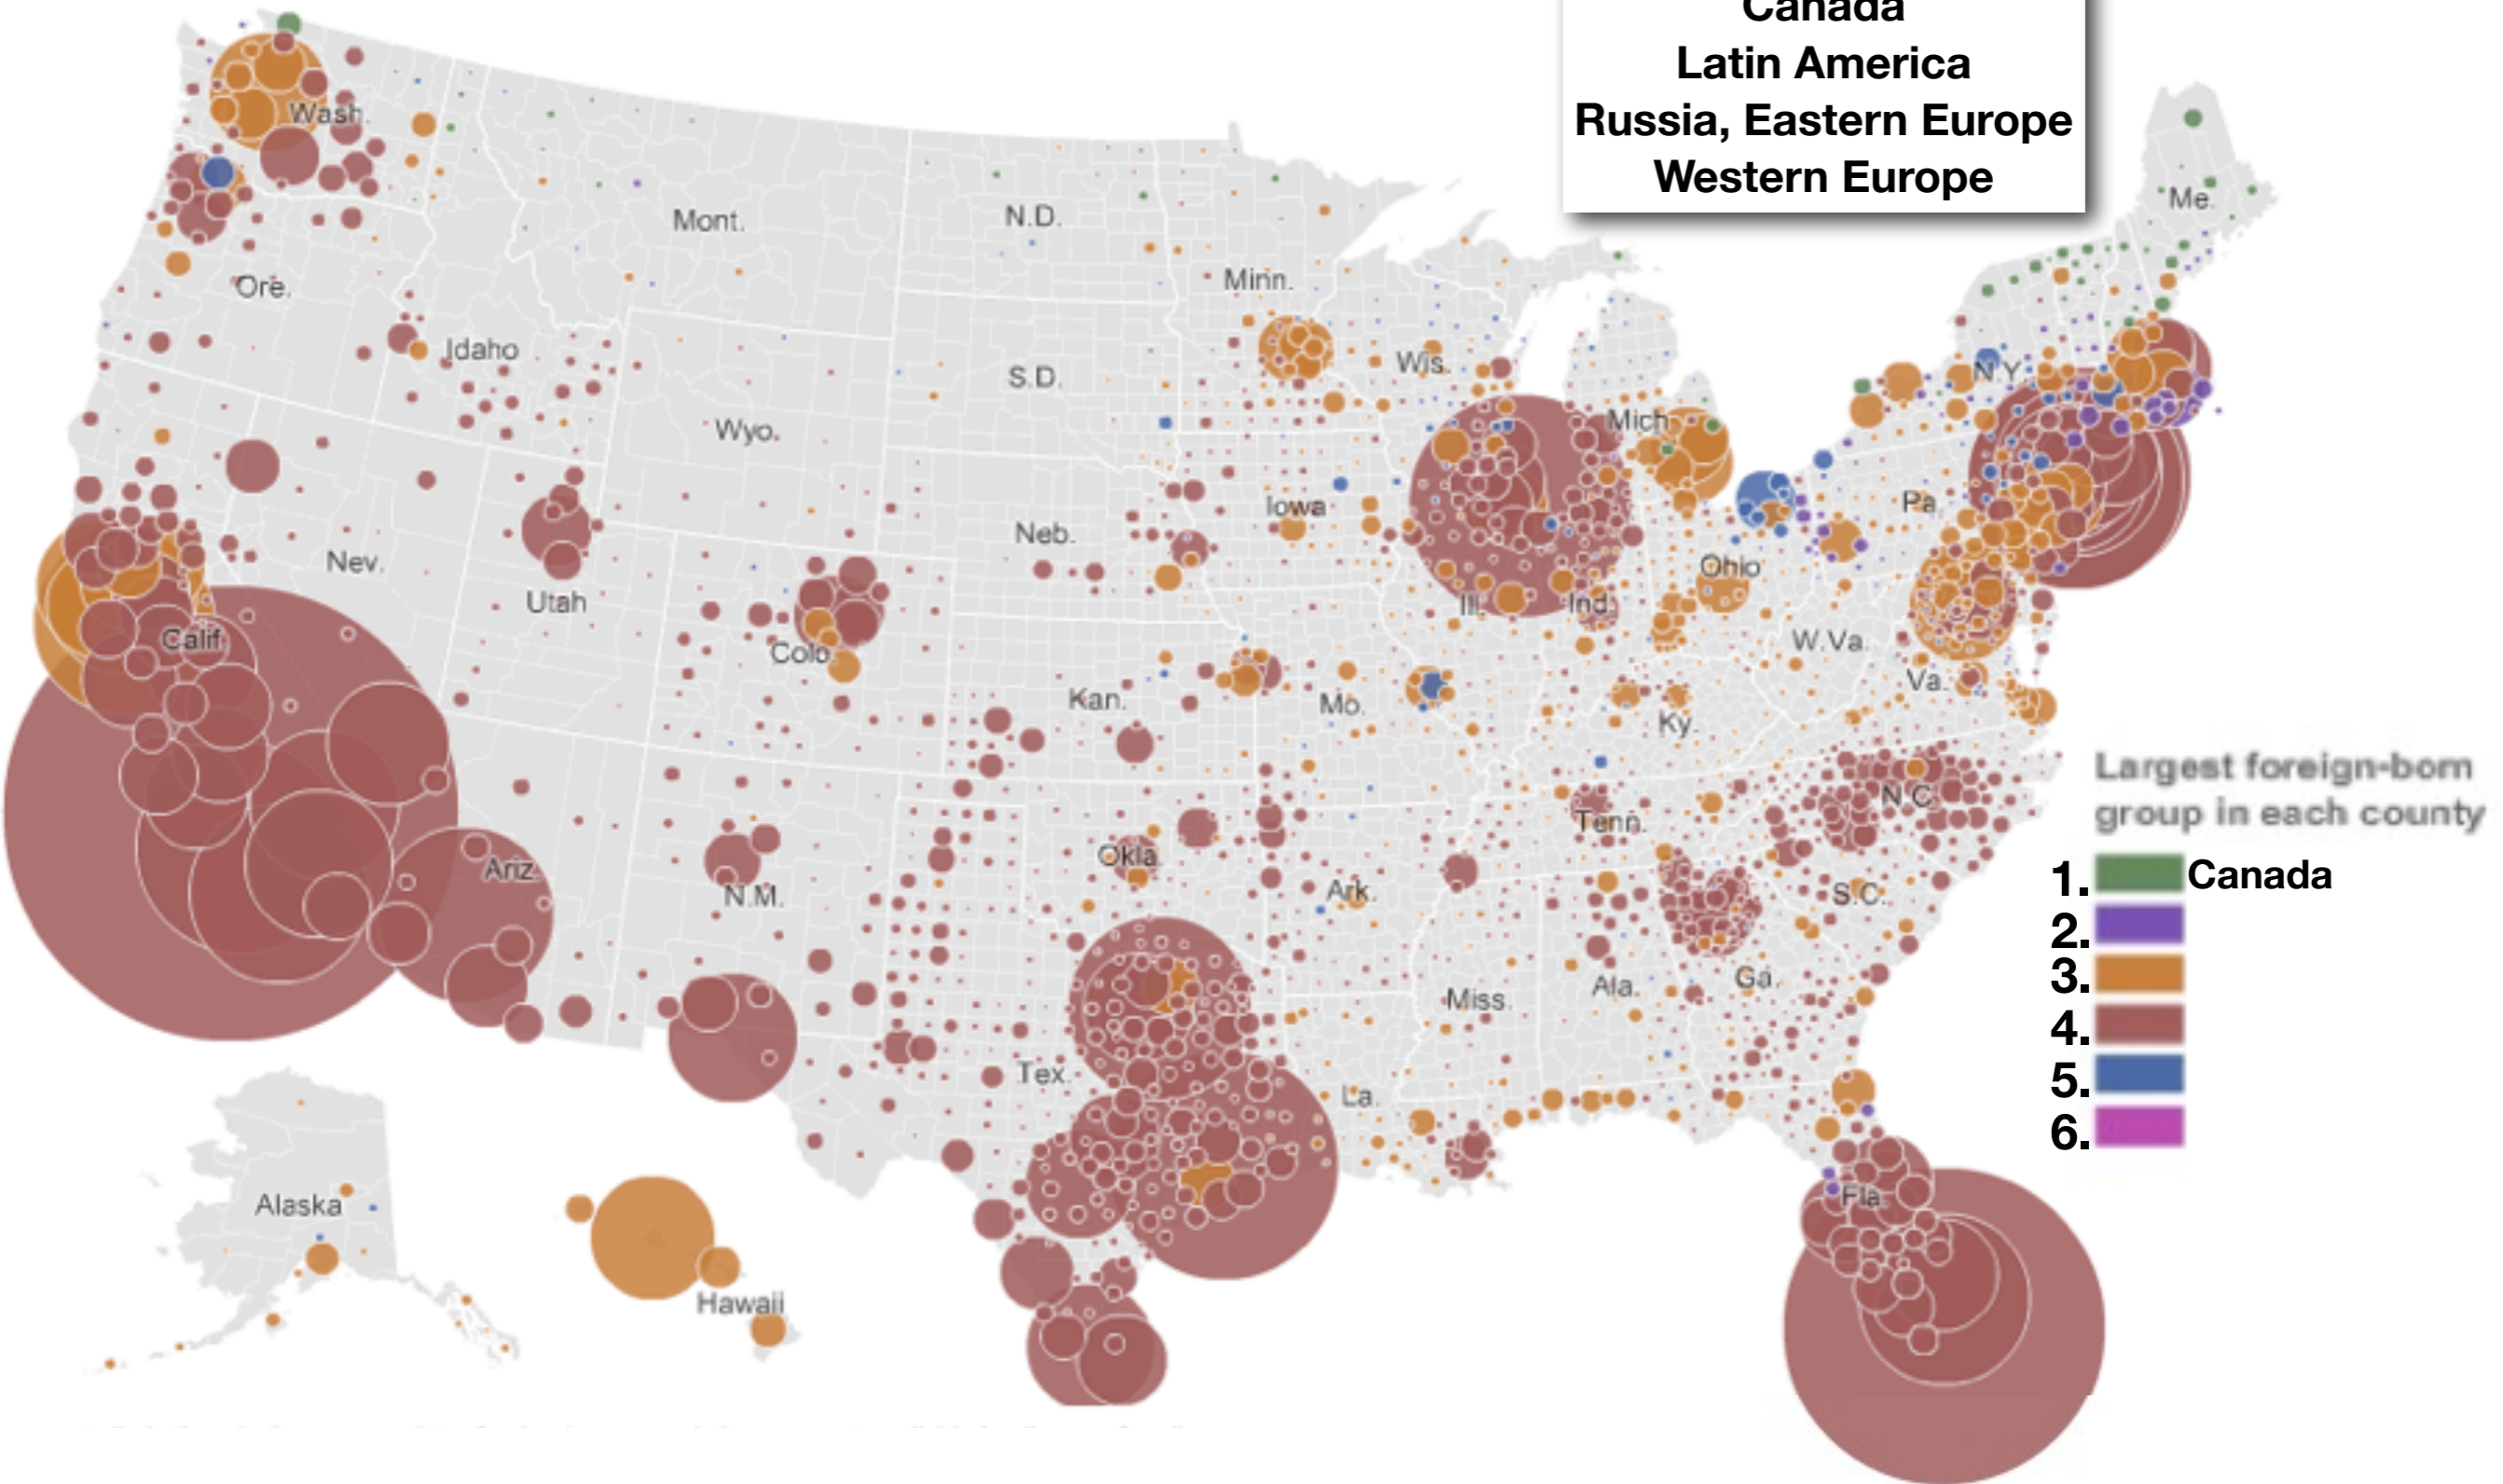 Canada
Latin America
Russia, Eastern Europe
Western Europe
Wash.
Mont.
N.D.
Minn.
Me.
Ore.
Idaho
S.D.
Wis.
Mich
N.Y.
Wyo.
Nev.
Utah
Neb.
Iowa
Pa.
Ohio
Ill.
Ind.
Calif.
Colo.
Kan.
Mo.
W.Va.
Va.
Ky.
Largest foreign-born
group in each county
1. Canada
2.
3.
4.
5.
6.
Ariz.
N.M.
Okla.
Ark.
Tenn.
N.C.
S.C.
Tex.
La.
Miss.
Ala.
Ga.
Fla.
Alaska
Hawaii